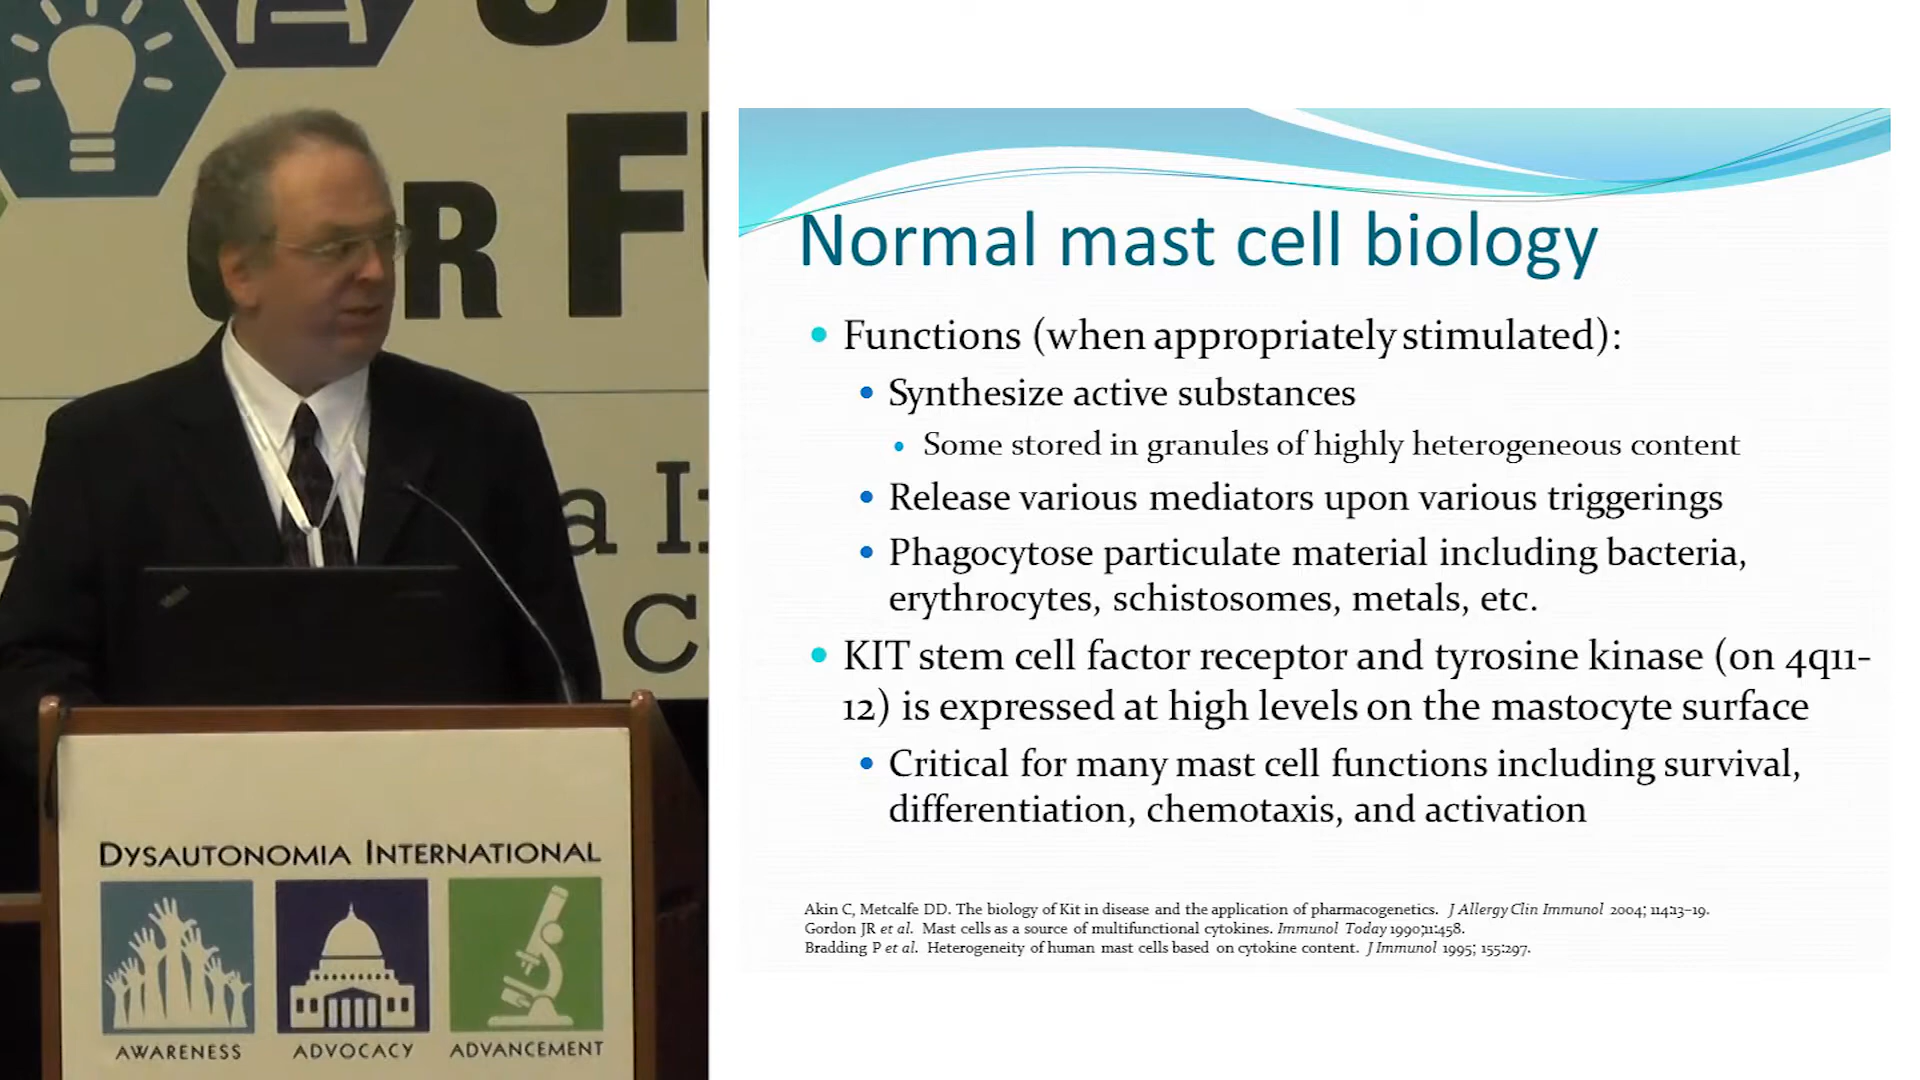 Normal mast cell biology
• Functions (when appropriately stimulated):
• Synthesize active substances
• Some stored in granules of highly heterogeneous content
• Release various mediators upon various triggerings
• Phagocytose particulate material including bacteria,
erythrocytes, schistosomes, metals, etc.
• KIT stem cell factor receptor and tyrosine kinase (on 4q11-
12) is expressed at high levels on the mastocyte surface
• Critical for many mast cell functions including survival,
differentiation, chemotaxis, and activation
Akin C, Metcalfe DD. The biology of Kit in disease and the application of pharmacogenetics. J Allergy Clin Immunol 2004; 114:13–19.
Gordon JR et al. Mast cells as a source of multifunctional cytokines. Immunol Today 1990;11:458.
Bradding P et al. Heterogeneity of human mast cells based on cytokine content. J Immunol 1995; 155:297.
DYSAUTONOMIA INTERNATIONAL
AWARENESS ADVOCACY ADVANCEMENT